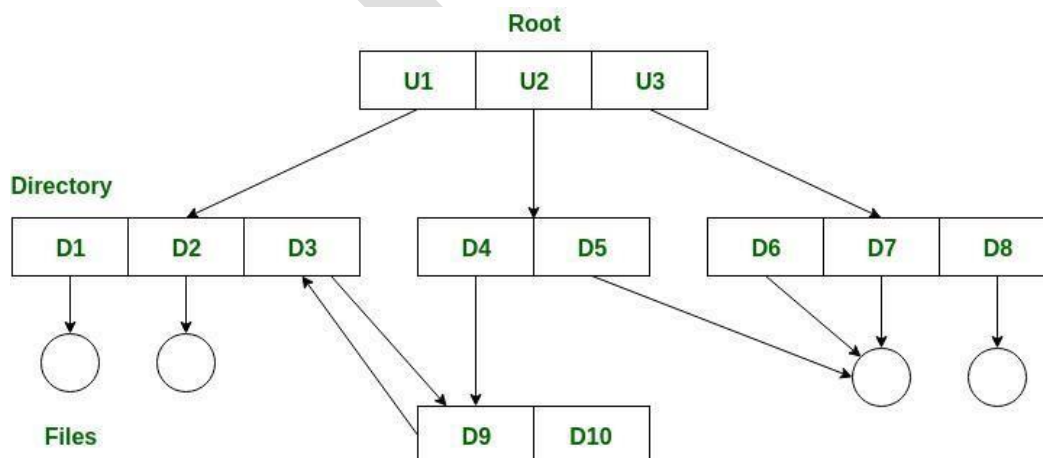 Root
U1 U2 U3
Directory
D1 D2 D3 D4 D5 D6 D7 D8
Files
D9 D10